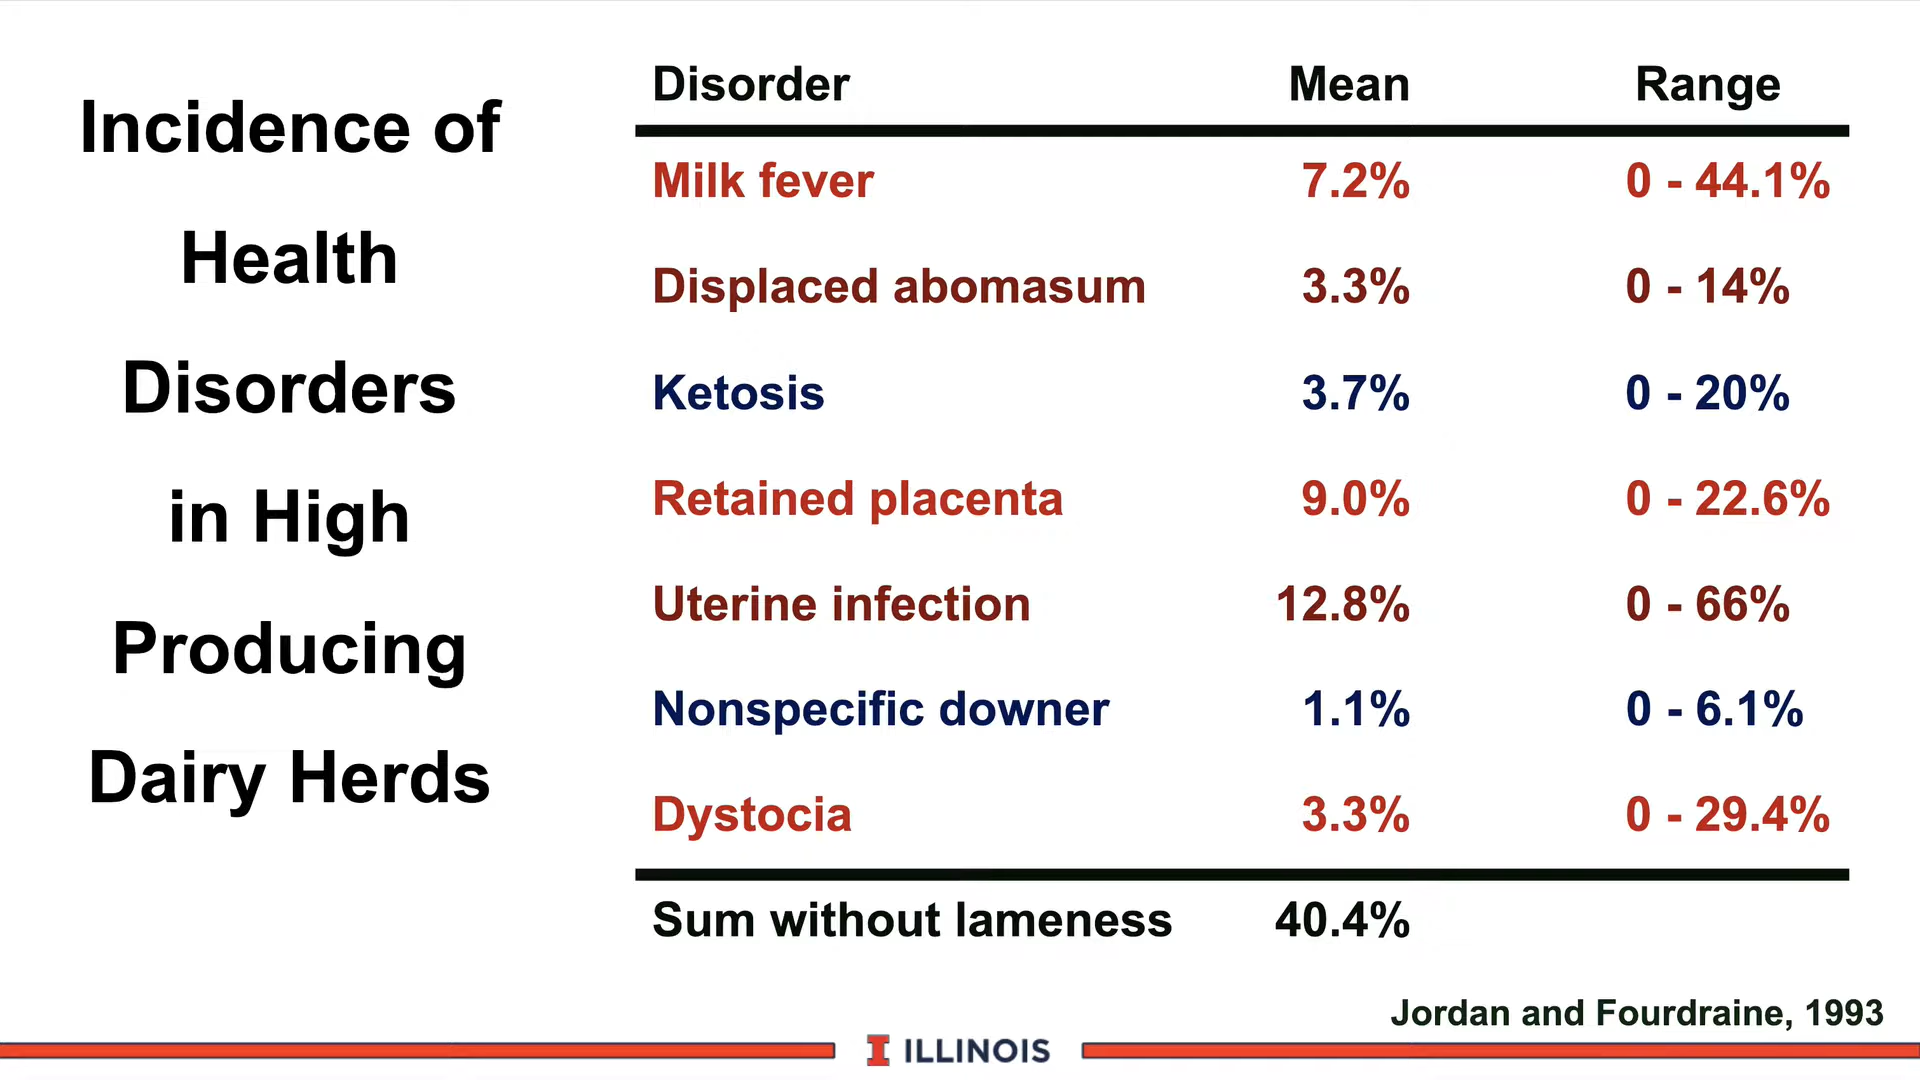 Incidence of
Health
Disorders
in High
Producing
Dairy Herds
Disorder Mean Range
Milk fever 7.2% 0 - 44.1%
Displaced abomasum 3.3% 0 - 14%
Ketosis 3.7% 0 - 20%
Retained placenta 9.0% 0 - 22.6%
Uterine infection 12.8% 0 - 66%
Nonspecific downer 1.1% 0 - 6.1%
Dystocia 3.3% 0 - 29.4%
Sum without lameness 40.4%
Jordan and Fourdraine, 1993
I ILLINOIS